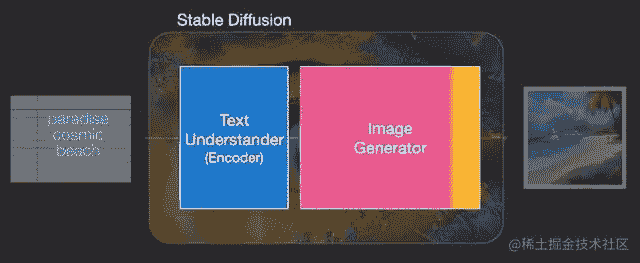 Stable Diffusion
paradise
cosmic
beach
Text
Understander
(Encoder)
Image
Generator
@稀土掘金技术社区